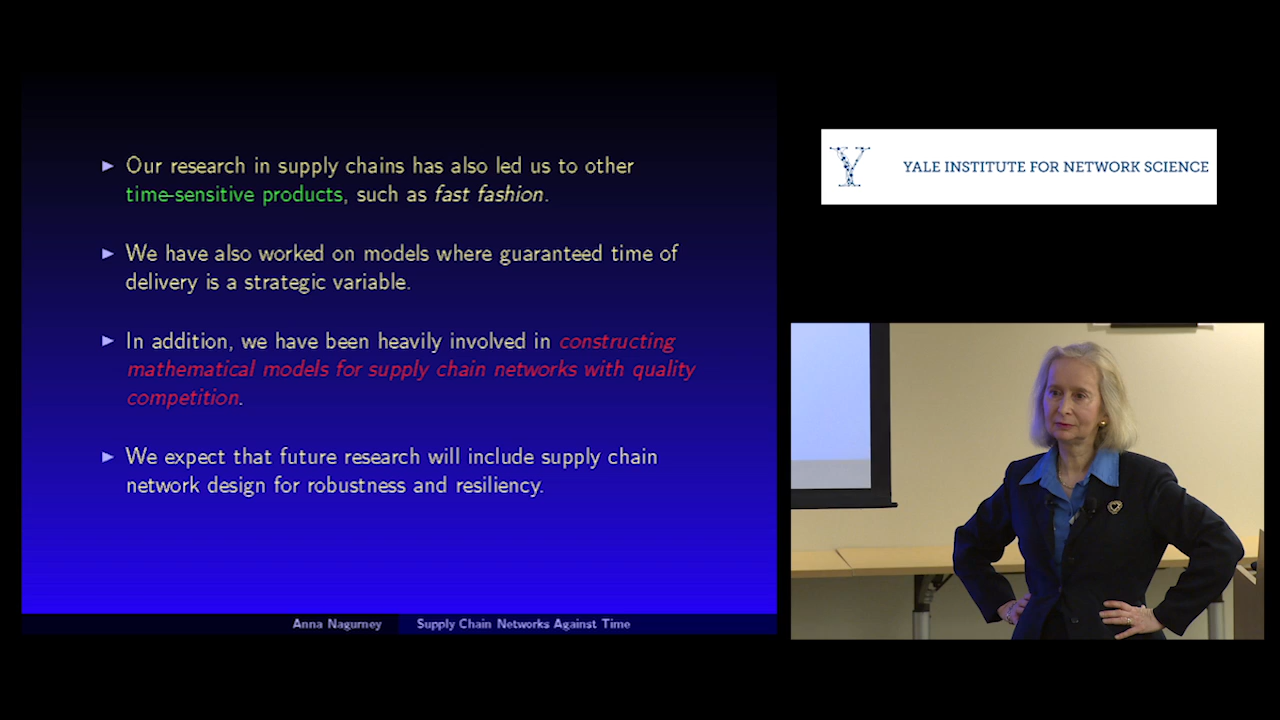 ► Our research in supply chains has also led us to other
time-sensitive products, such as fast fashion.
► We have also worked on models where guaranteed time of
delivery is a strategic variable.
► In addition, we have been heavily involved in constructing
mathematical models for supply chain networks with quality
competition.
► We expect that future research will include supply chain
network design for robustness and resiliency.
Anna Nagurney Supply Chain Networks Against Time
Y YALE INSTITUTE FOR NETWORK SCIENCE